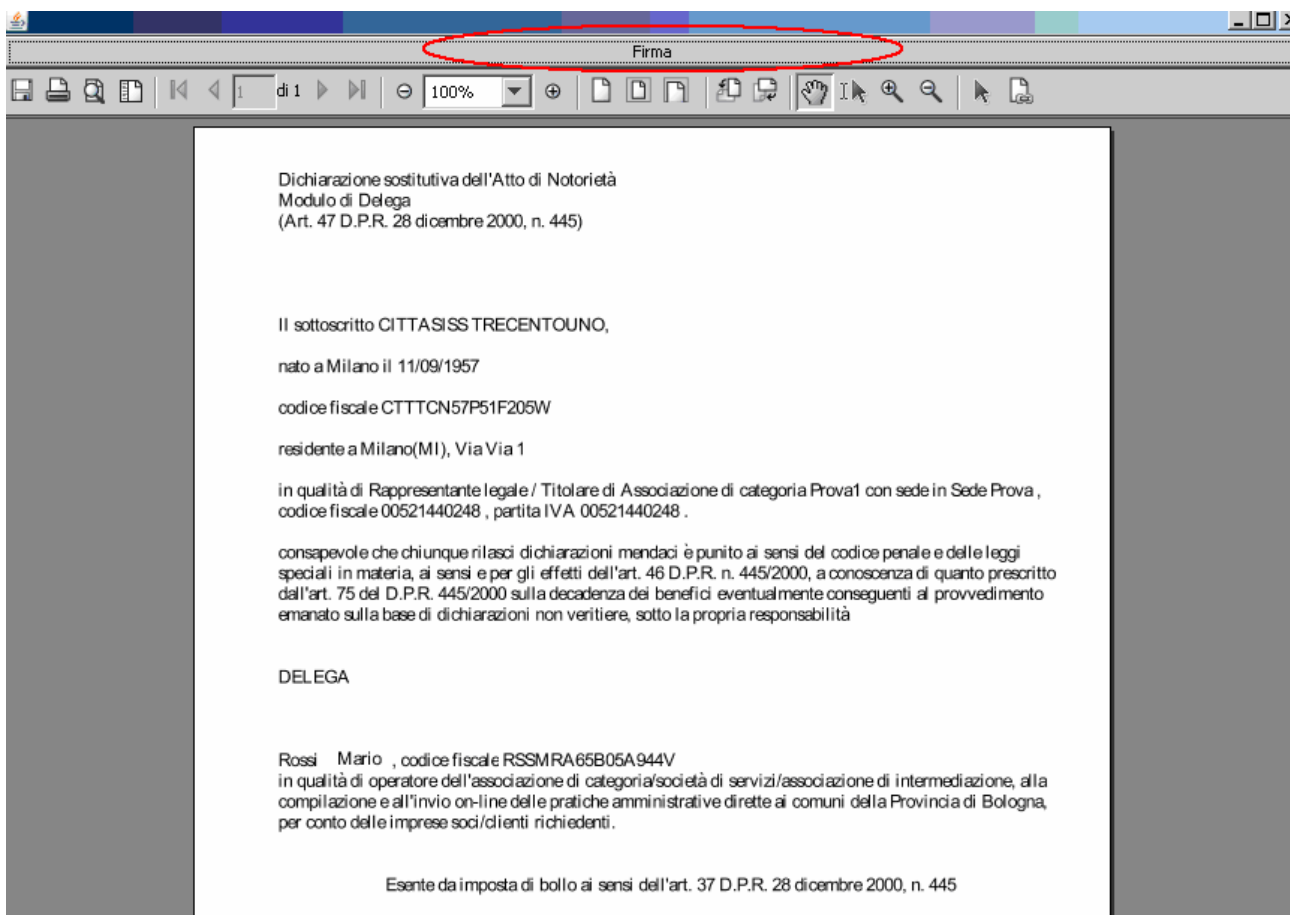 Firma
1 di 1 100%
Dichiarazione sostitutiva dell'Atto di Notorietà
Modulo di Delega
(Art. 47 D.P.R. 28 dicembre 2000, n. 445)
Il sottoscritto CITTASISS TRECENTOUNO,
nato a Milano il 11/09/1957
codice fiscale CTTTCN57P51F205W
residente a Milano(MI), Via Via 1
in qualità di Rappresentante legale / Titolare di Associazione di categoria Prova1 con sede in Sede Prova ,
codice fiscale 00521440248 , partita IVA 00521440248 .
consapevole che chiunque rilasci dichiarazioni mendaci è punito ai sensi del codice penale e delle leggi
speciali in materia, ai sensi e per gli effetti dell'art. 46 D.P.R. n. 445/2000, a conoscenza di quanto prescritto
dall'art. 75 del D.P.R. 445/2000 sulla decadenza dei benefici eventualmente conseguenti al provvedimento
emanato sulla base di dichiarazioni non veritiere, sotto la propria responsabilità
DELEGA
Rossi Mario , codice fiscale RSSMRA65B05A944V
in qualità di operatore dell'associazione di categoria/società di servizi/associazione di intermediazione, alla
compilazione e all'invio on-line delle pratiche amministrative dirette ai comuni della Provincia di Bologna,
per conto delle imprese soci/clienti richiedenti.
Esente da imposta di bollo ai sensi dell'art. 37 D.P.R. 28 dicembre 2000, n. 445